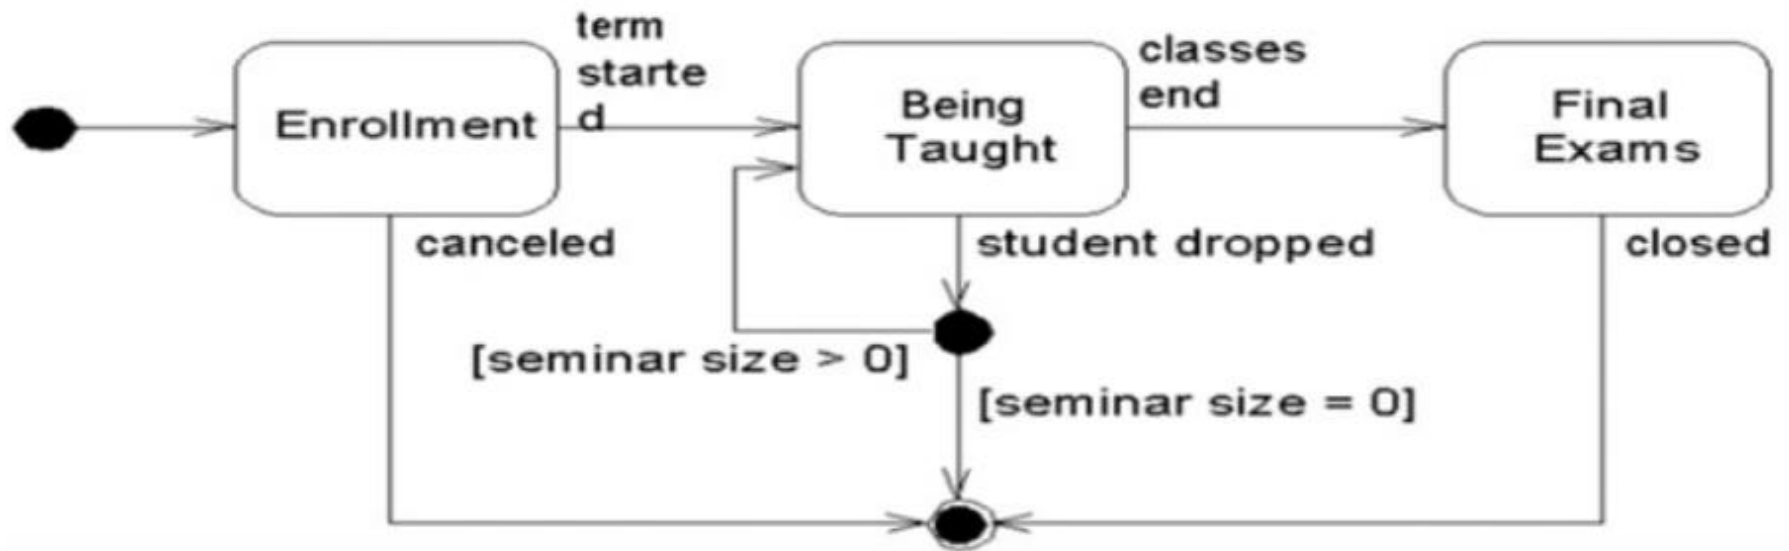 Enrollment
term
starte
d
Being
Taught
classes
end
Final
Exams
canceled
student dropped
closed
[seminar size > 0]
[seminar size = 0]